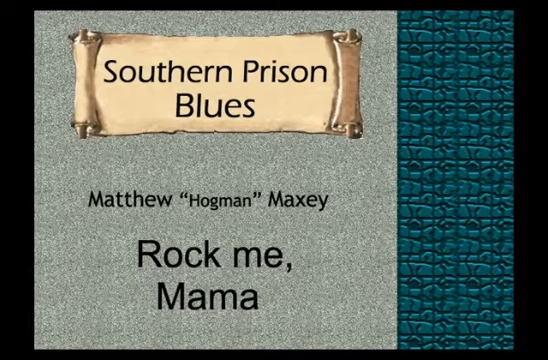 Southern Prison
Blues
Matthew “Hogman” Maxey
Rock me,
Mama